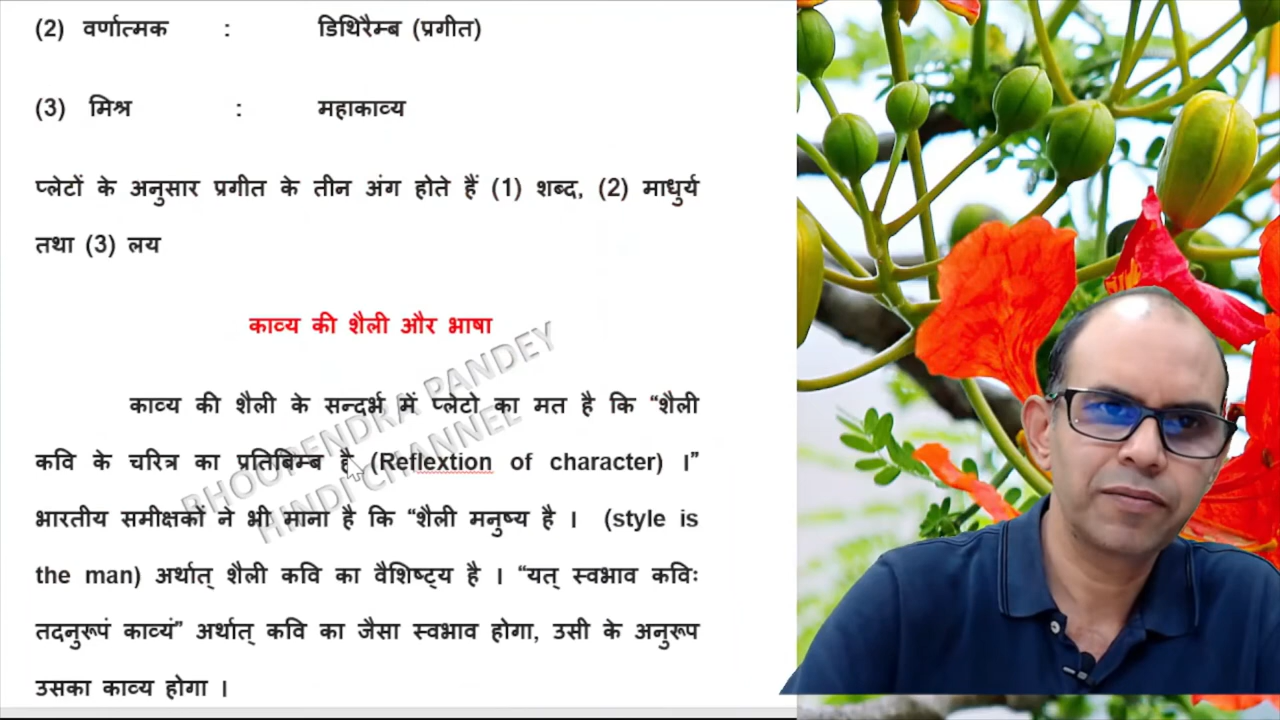 (2) वर्णात्मक : डिथिरैम्ब (प्रगीत)
(3) मिश्र : महाकाव्य
प्लेटों के अनुसार प्रगीत के तीन अंग होते हैं (1) शब्द, (2) माधुर्य
तथा (3) लय
काव्य की शैली और भाषा
काव्य की शैली के सन्दर्भ में प्लेटो का मत है कि “शैली
कवि के चरित्र का प्रतिबिम्ब है (Reflextion of character) ।”
भारतीय समीक्षकों ने भी माना है कि “शैली मनुष्य है । (style is
the man) अर्थात् शैली कवि का वैशिष्ट्य है । “यत् स्वभाव कविः
तदनुरूपं काव्यं” अर्थात् कवि का जैसा स्वभाव होगा, उसी के अनुरूप
उसका काव्य होगा ।
BHOOPENDRA PANDEY
HINDI CHANNEL